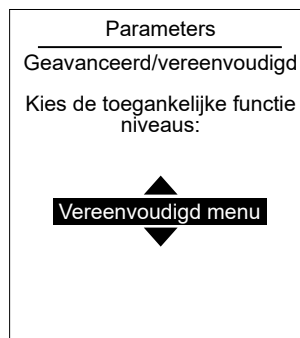 Parameters
Geavanceerd/vereenvoudigd
Kies de toegankelijke functie
niveaus:
Vereenvoudigd menu